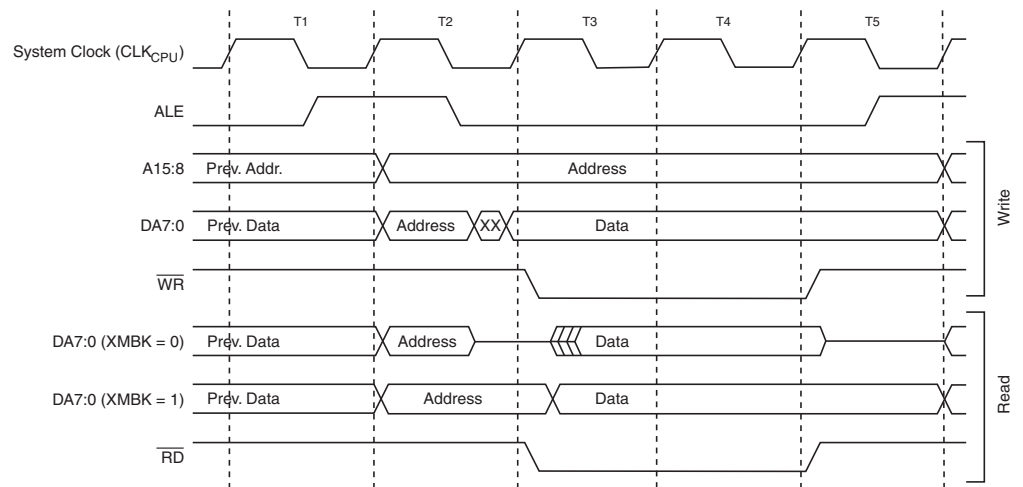 T1 T2 T3 T4 T5
System Clock (CLKCPU)
ALE
A15:8 Prev. Addr. Address
DA7:0 Prev. Data Address XX Data
WR
Write
DA7:0 (XMBK = 0) Prev. Data Address Data
DA7:0 (XMBK = 1) Prev. Data Address Data
RD
Read